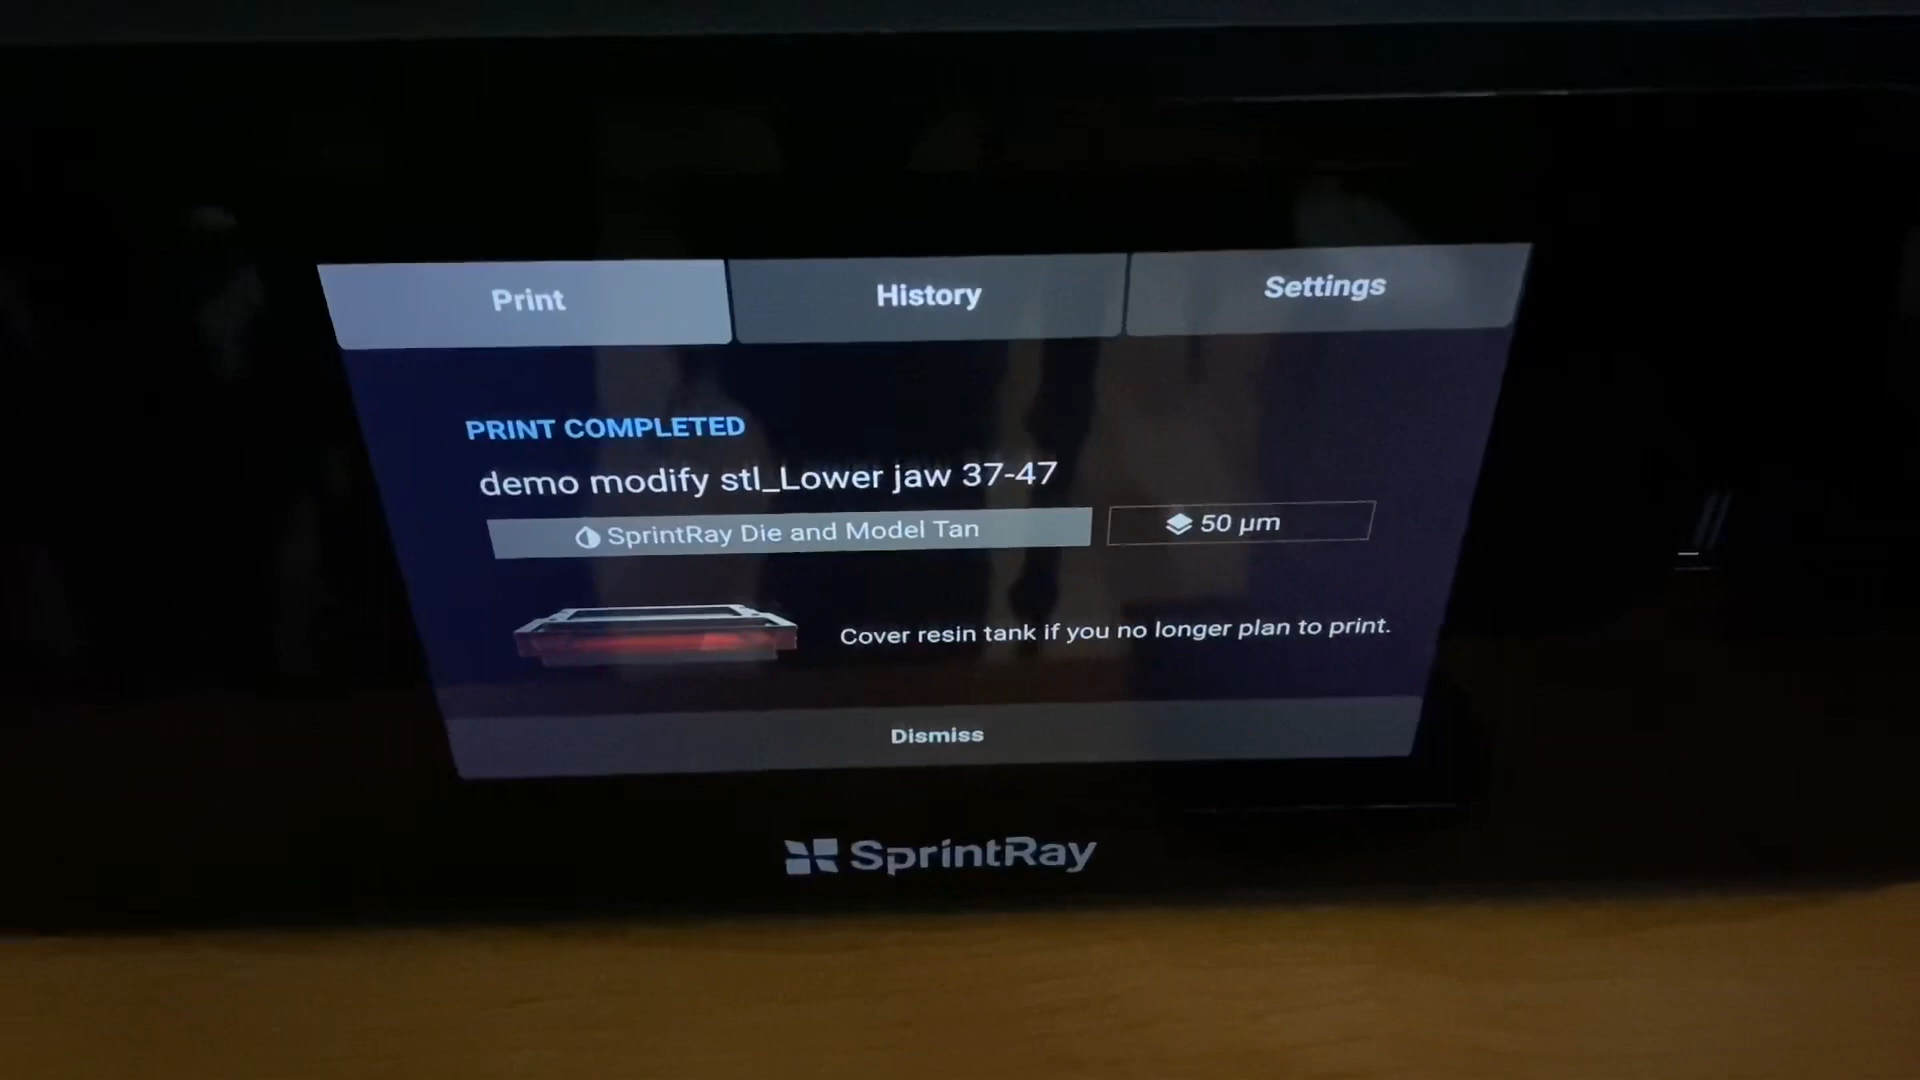 Print
History
Settings
PRINT COMPLETED
demo modify stl_Lower jaw 37-47
SprintRay Die and Model Tan
50 µm
Cover resin tank if you no longer plan to print.
Dismiss
SprintRay